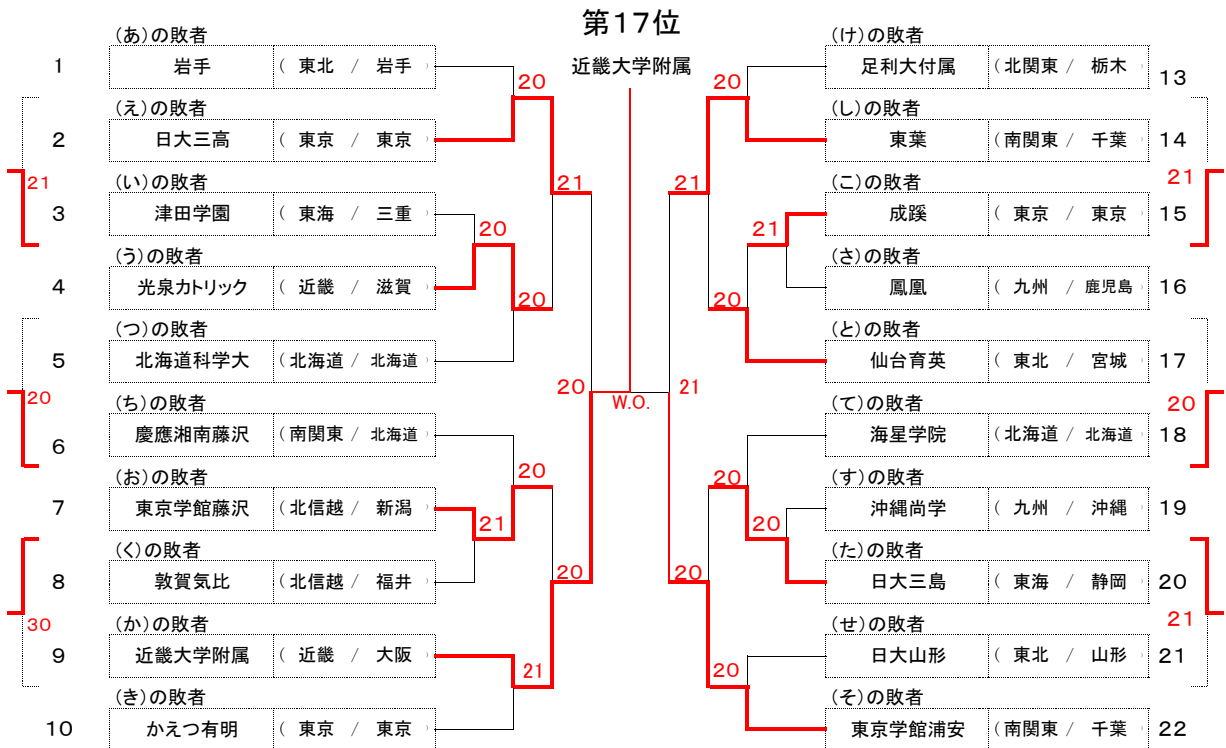 第17位
近畿大学附属
(あ)の敗者
1 岩手 ( 東北 / 岩手 )
20
(え)の敗者
2 日大三高 ( 東京 / 東京 )
21
21
(い)の敗者
3 津田学園 ( 東海 / 三重 )
20
(う)の敗者
4 光泉カトリック ( 近畿 / 滋賀 )
20
(つ)の敗者
5 北海道科学大 ( 北海道 / 北海道 )
20
20
(ち)の敗者
6 慶應湘南藤沢 ( 南関東 / 北海道 )
20
(お)の敗者
7 東京学館藤沢 ( 北信越 / 新潟 )
21
(く)の敗者
8 敦賀気比 ( 北信越 / 福井 )
20
30
(か)の敗者
9 近畿大学附属 ( 近畿 / 大阪 )
21
(き)の敗者
10 かえつ有明 ( 東京 / 東京 )
W.O.
(け)の敗者
足利大付属 ( 北関東 / 栃木 ) 13
20
(し)の敗者
東葉 ( 南関東 / 千葉 ) 14
21
21
(こ)の敗者
成蹊 ( 東京 / 東京 ) 15
21
(さ)の敗者
鳳凰 ( 九州 / 鹿児島 ) 16
20
(と)の敗者
仙台育英 ( 東北 / 宮城 ) 17
21
20
(て)の敗者
海星学院 ( 北海道 / 北海道 ) 18
20
(す)の敗者
沖縄尚学 ( 九州 / 沖縄 ) 19
20
(た)の敗者
日大三島 ( 東海 / 静岡 ) 20
20
21
(せ)の敗者
日大山形 ( 東北 / 山形 ) 21
20
(そ)の敗者
東京学館浦安 ( 南関東 / 千葉 ) 22